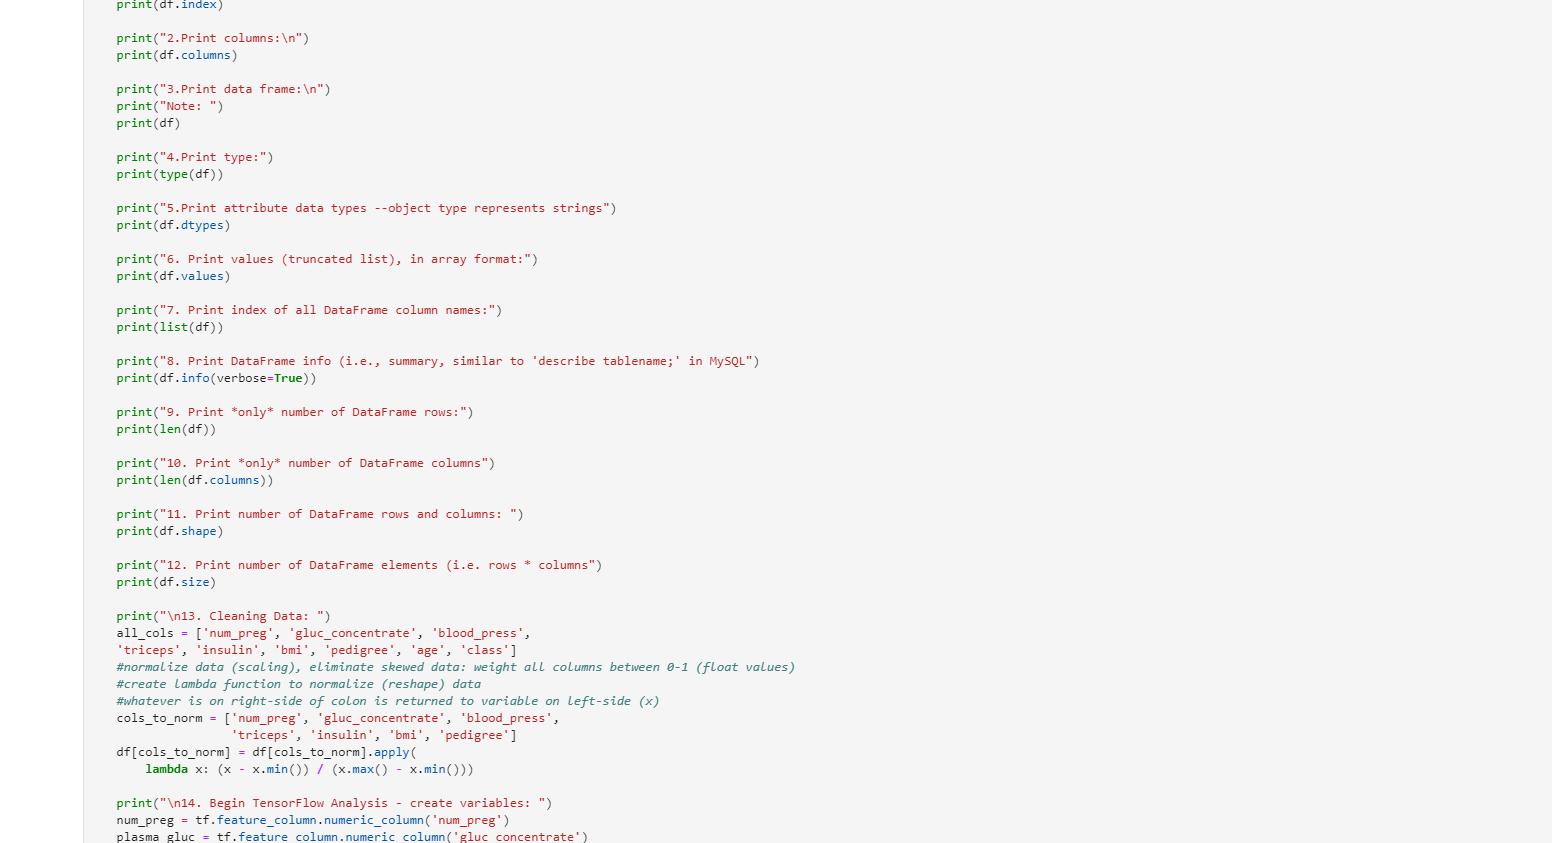 print(df.index)
print("2.Print columns:\n")
print(df.columns)
print("3.Print data frame:\n")
print("Note: ")
print(df)
print("4.Print type:")
print(type(df))
print("5.Print attribute data types --object type represents strings")
print(df.dtypes)
print("6. Print values (truncated list), in array format:")
print(df.values)
print("7. Print index of all DataFrame column names:")
print(list(df))
print("8. Print DataFrame info (i.e., summary, similar to 'describe tablename;' in MySQL")
print(df.info(verbose=True))
print("9. Print *only* number of DataFrame rows:")
print(len(df))
print("10. Print *only* number of DataFrame columns")
print(len(df.columns))
print("11. Print number of DataFrame rows and columns: ")
print(df.shape)
print("12. Print number of DataFrame elements (i.e. rows * columns")
print(df.size)
print("\n13. Cleaning Data: ")
all_cols = ['num_preg', 'gluc_concentrate', 'blood_press',
'triceps', 'insulin', 'bmi', 'pedigree', 'age', 'class']
#normalize data (scaling), eliminate skewed data: weight all columns between 0-1 (float values)
#create lambda function to normalize (reshape) data
#whatever is on right-side of colon is returned to variable on left-side (x)
cols_to_norm = ['num_preg', 'gluc_concentrate', 'blood_press',
'triceps', 'insulin', 'bmi', 'pedigree']
df[cols_to_norm] = df[cols_to_norm].apply(
lambda x: (x - x.min()) / (x.max() - x.min()))
print("\n14. Begin TensorFlow Analysis - create variables: ")
num_preg = tf.feature_column.numeric_column('num_preg')
plasma_gluc = tf.feature_column.numeric_column('gluc_concentrate')